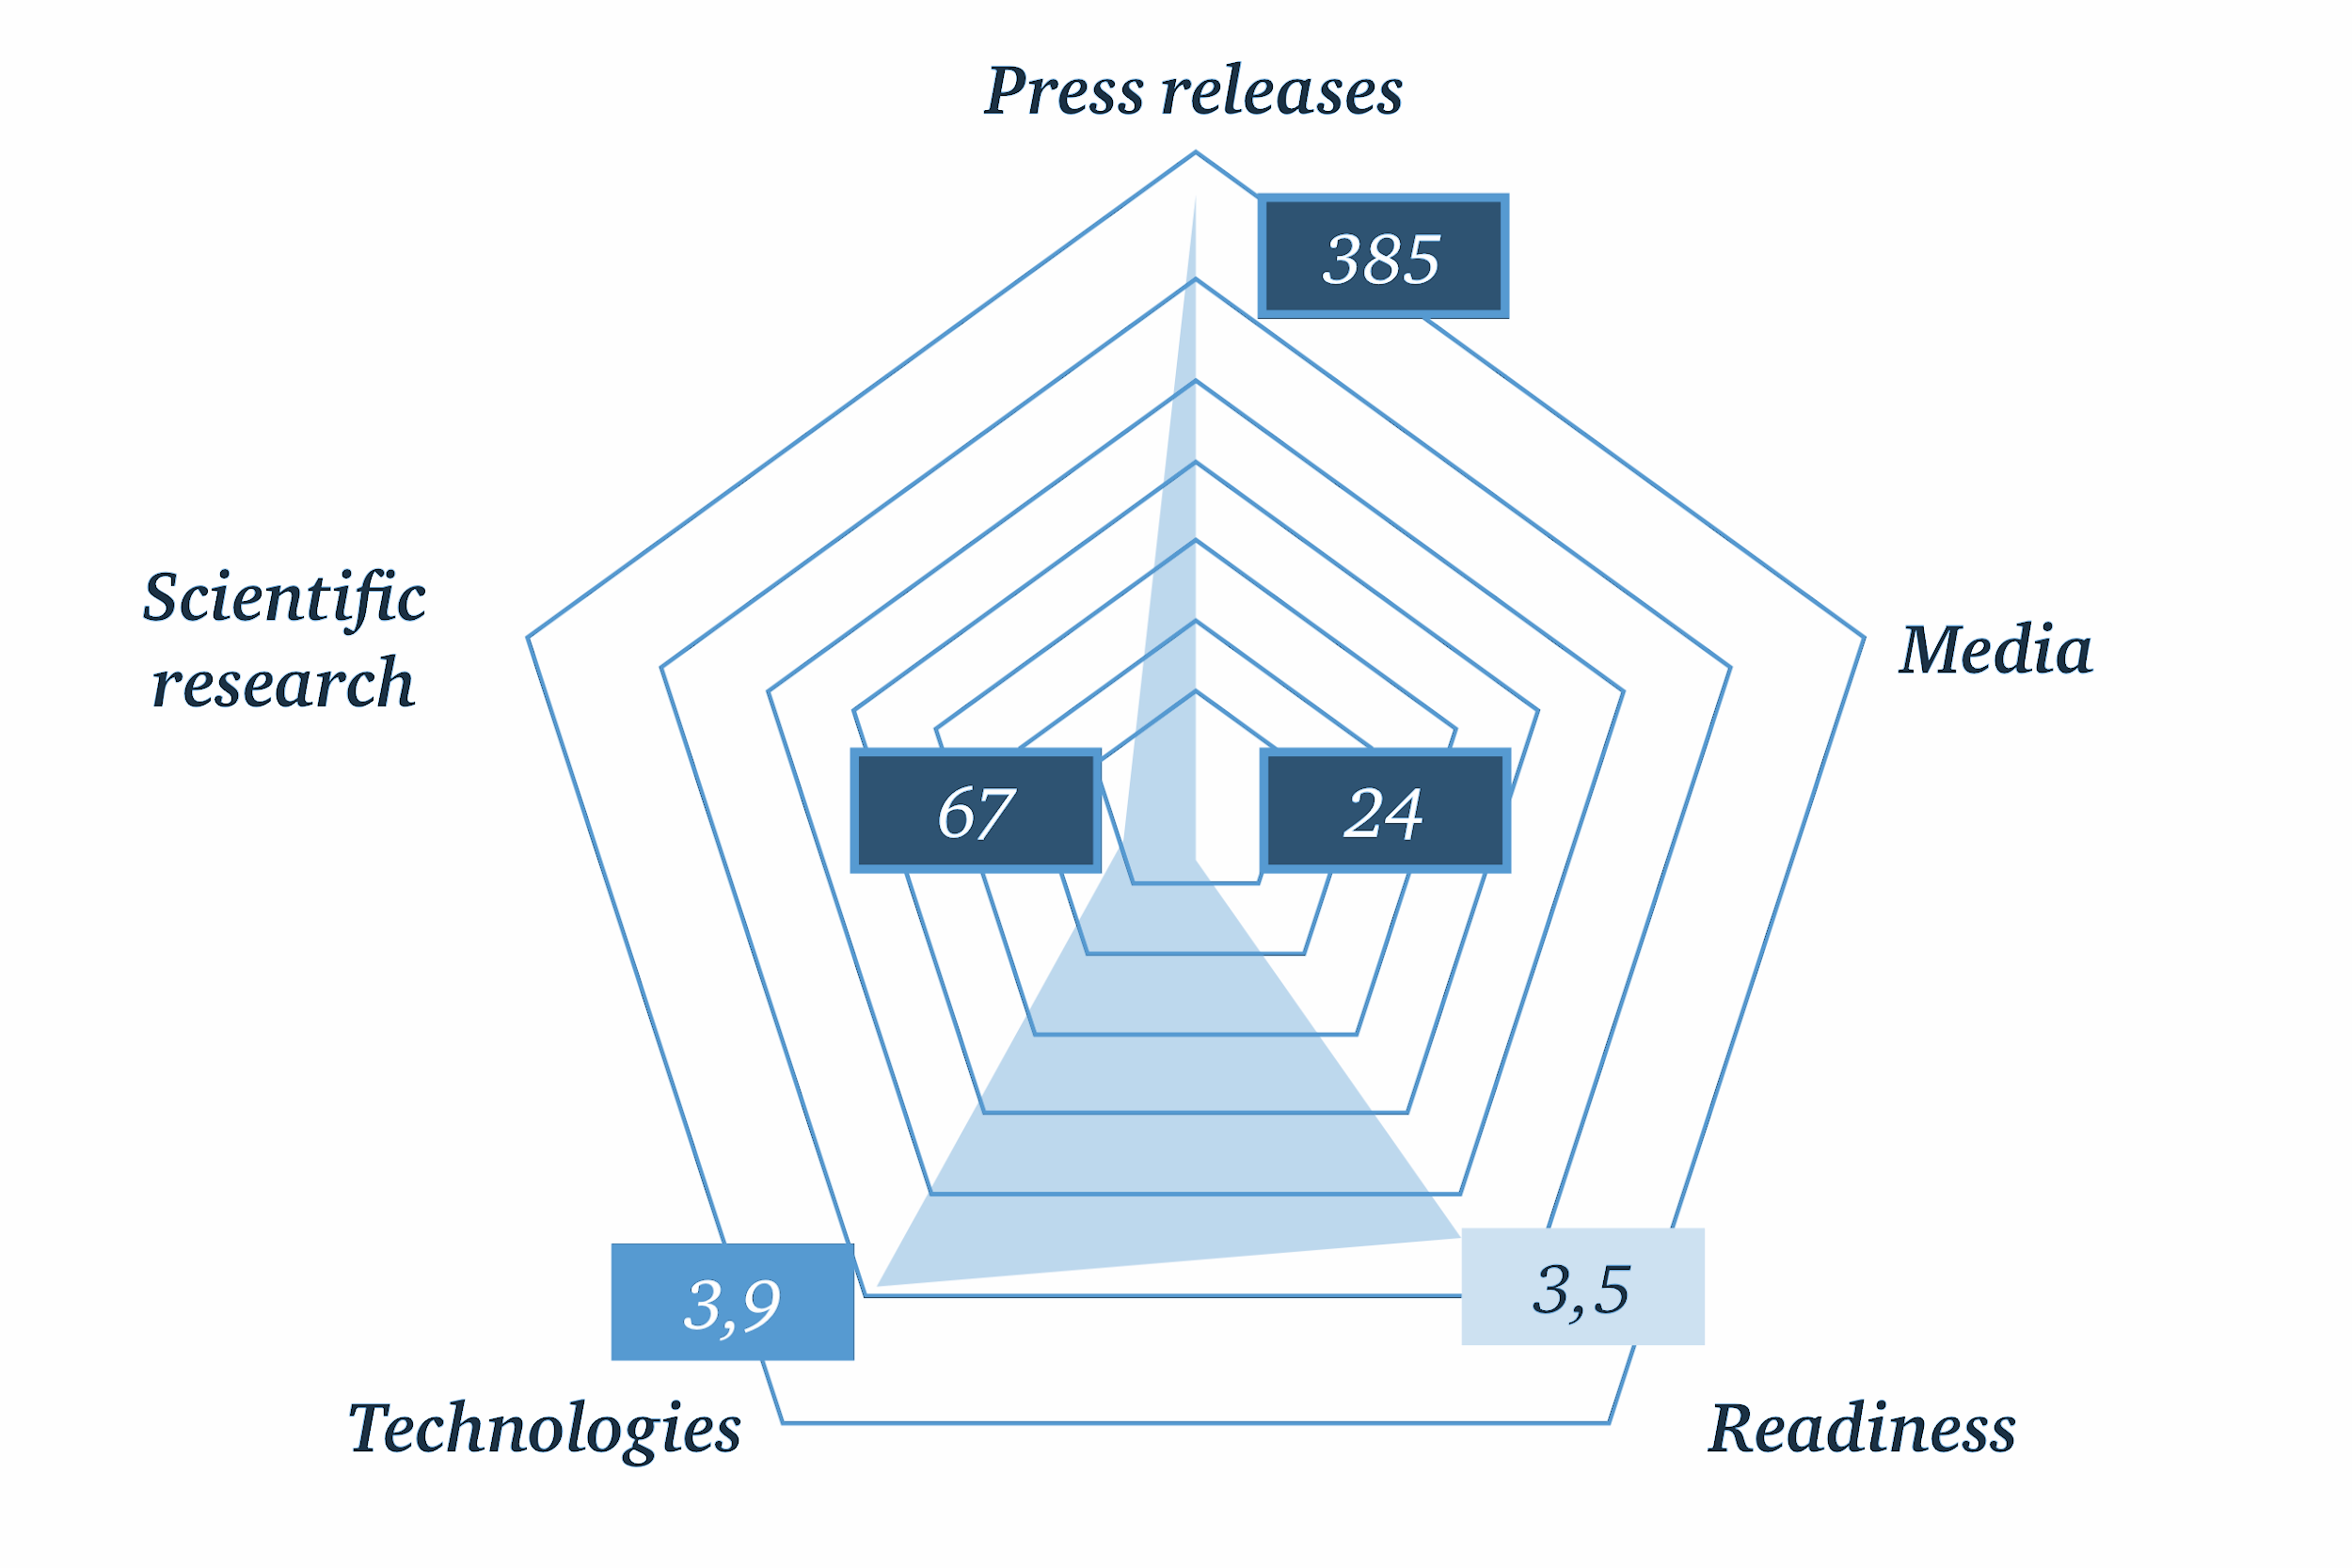 Press releases
385
Scientific
research
Media
67
24
3,9
3,5
Technologies
Readiness